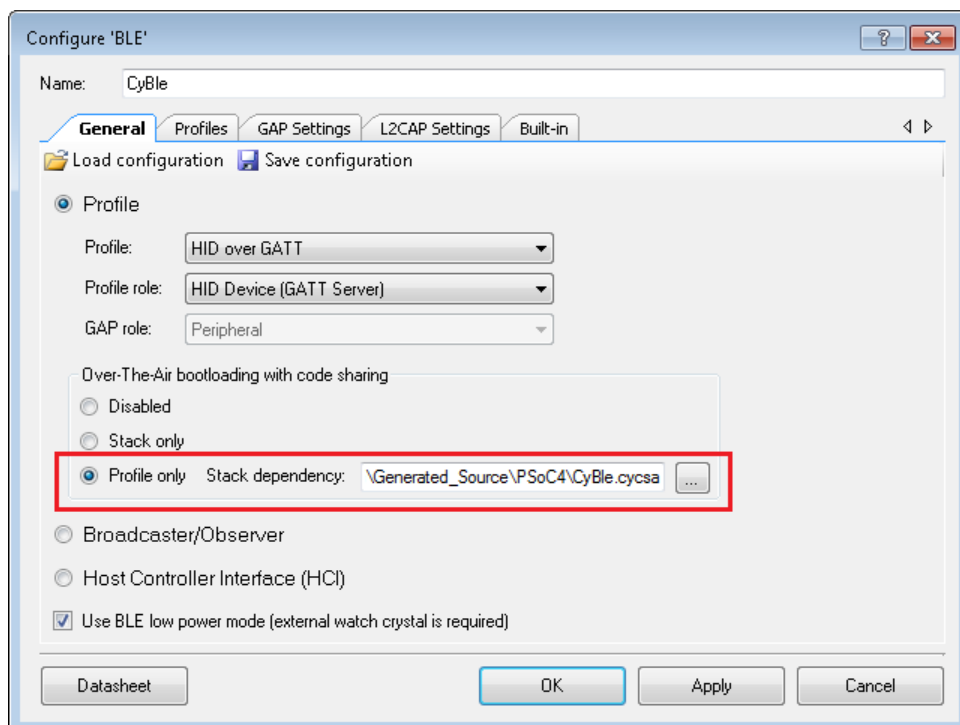 Configure 'BLE'
Name: CyBle
General Profiles GAP Settings L2CAP Settings Built-in
Load configuration Save configuration
Profile
Profile: HID over GATT
Profile role: HID Device (GATT Server)
GAP role: Peripheral
Over-The-Air bootloading with code sharing
Disabled
Stack only
Profile only Stack dependency: \Generated_Source\PSoC4\CyBle.cycsa ...
Broadcaster/Observer
Host Controller Interface (HCI)
Use BLE low power mode (external watch crystal is required)
Datasheet OK Apply Cancel